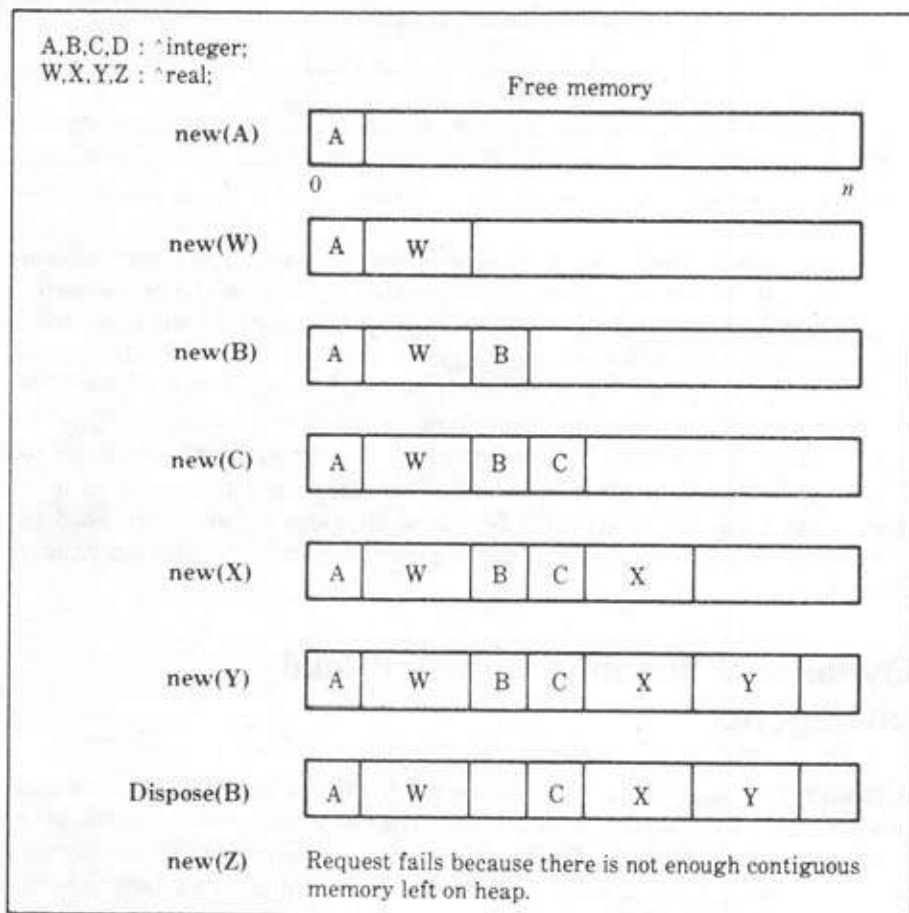 A,B,C,D : ^integer;
W,X,Y,Z : ^real;
Free memory
new(A) A
0 n
new(W) A W
new(B) A W B
new(C) A W B C
new(X) A W B C X
new(Y) A W B C X Y
Dispose(B) A W C X Y
new(Z) Request fails because there is not enough contiguous
memory left on heap.